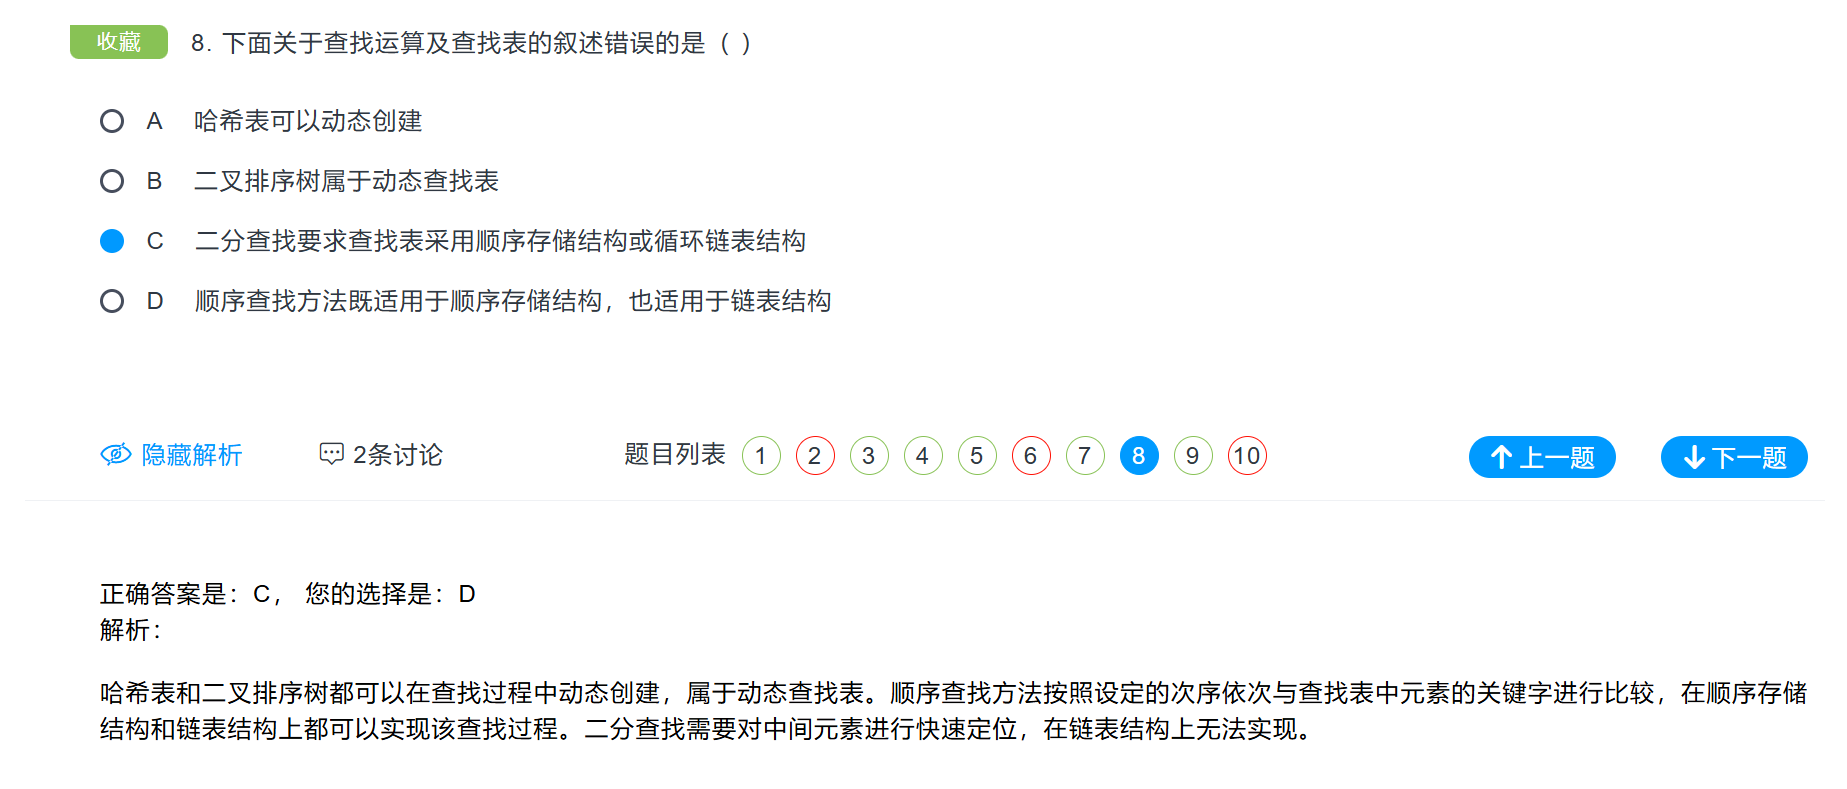 收藏 8. 下面关于查找运算及查找表的叙述错误的是（ ）
A 哈希表可以动态创建
B 二叉排序树属于动态查找表
C 二分查找要求查找表采用顺序存储结构或循环链表结构
D 顺序查找方法既适用于顺序存储结构，也适用于链表结构
隐藏解析 2条讨论 题目列表 1 2 3 4 5 6 7 8 9 10 上一题 下一题
正确答案是：C， 您的选择是：D
解析：
哈希表和二叉排序树都可以在查找过程中动态创建，属于动态查找表。顺序查找方法按照设定的次序依次与查找表中元素的关键字进行比较，在顺序存储
结构和链表结构上都可以实现该查找过程。二分查找需要对中间元素进行快速定位，在链表结构上无法实现。